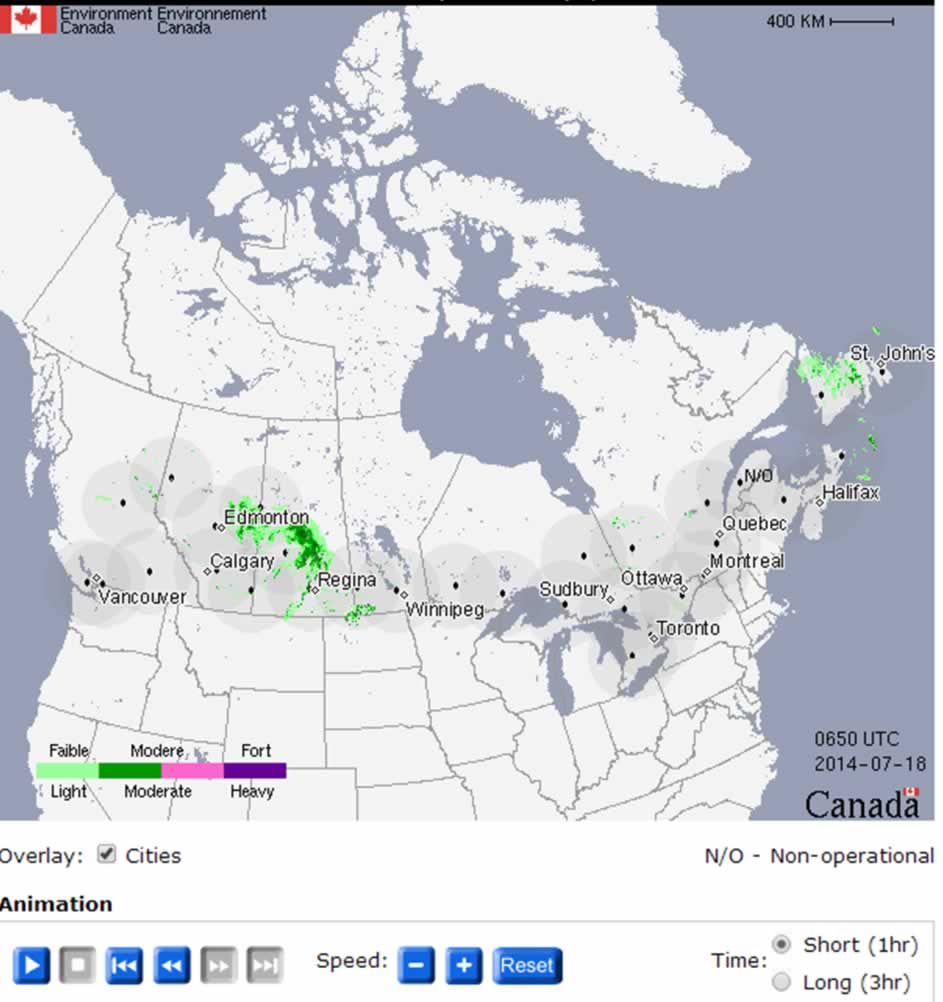 Environment Environnement
Canada Canada
400 KM
St. John's
N/O
Halifax
Edmonton
Quebec
Calgary
Montreal
Regina
Ottawa
Sudbury
Vancouver
Winnipeg
Toronto
0650 UTC
2014-07-18
Faible Modere Fort
Light Moderate Heavy
Canada
Overlay: Cities
N/O - Non-operational
Animation
Speed: Reset
Time: Short (1hr)
Long (3hr)